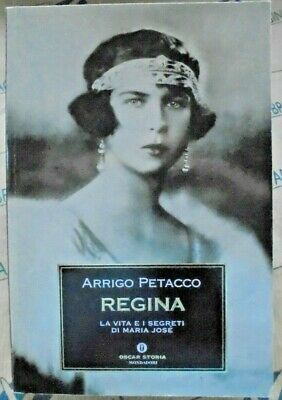 ARRIGO PETACCO
REGINA
LA VITA E I SEGRETI
DI MARIA JOSÉ
OSCAR STORIA
MONDADORI